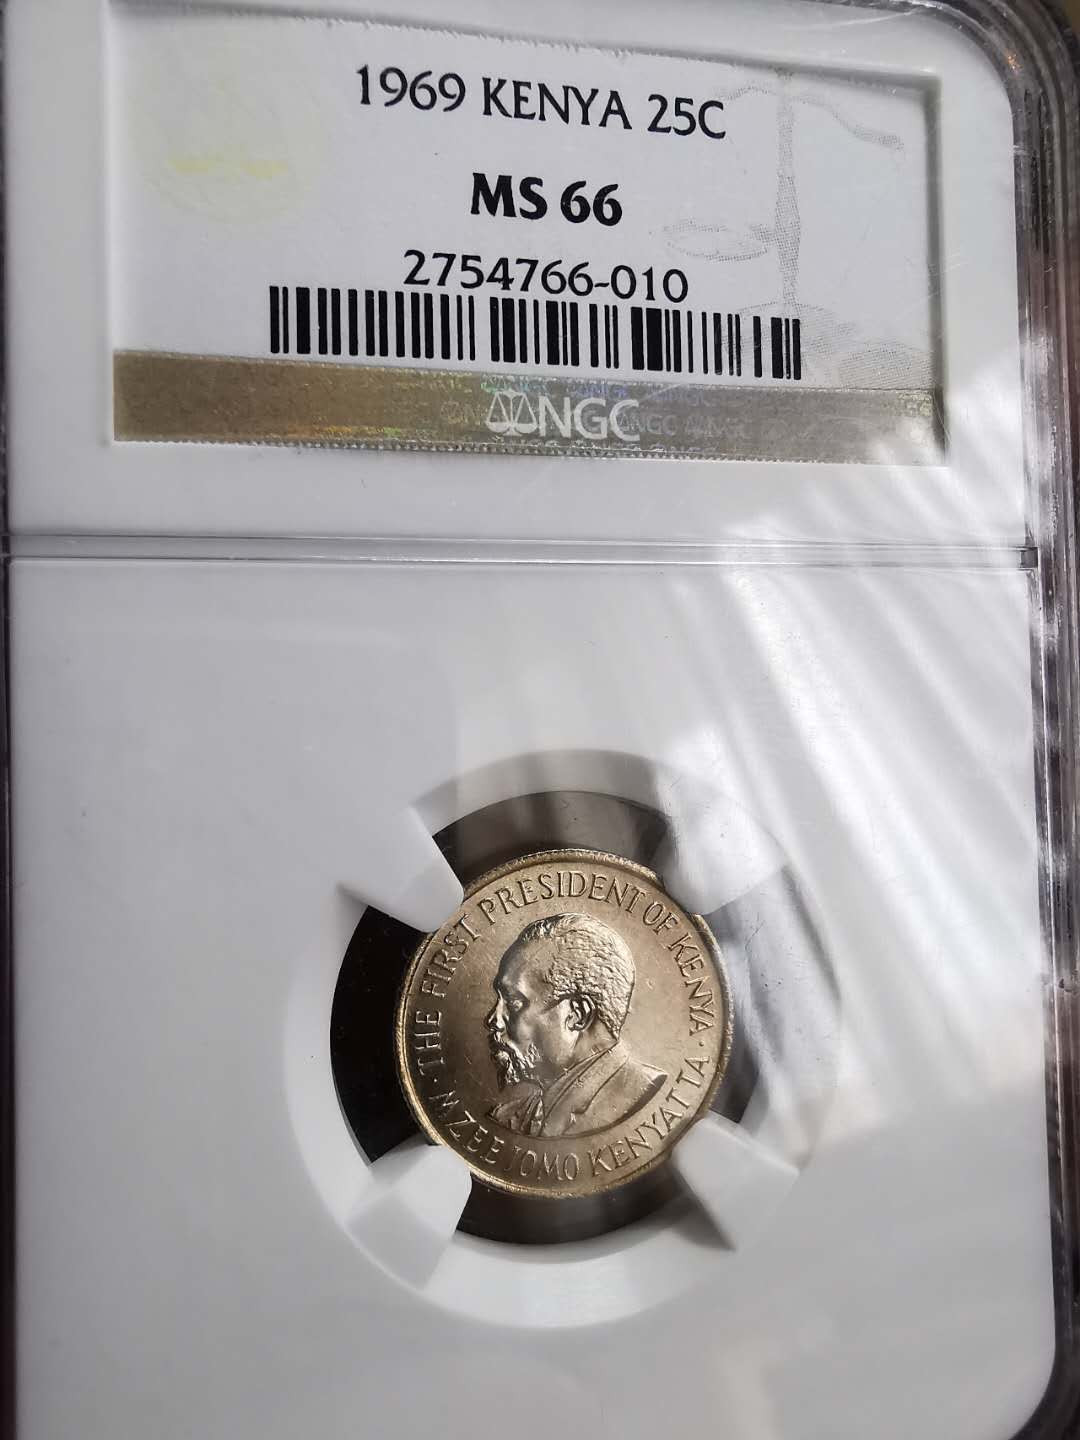 1969 KENYA 25C
MS 66
2754766-010
NGC
· THE FIRST PRESIDENT OF KENYA ·
MZEE JOMO KENYATTA